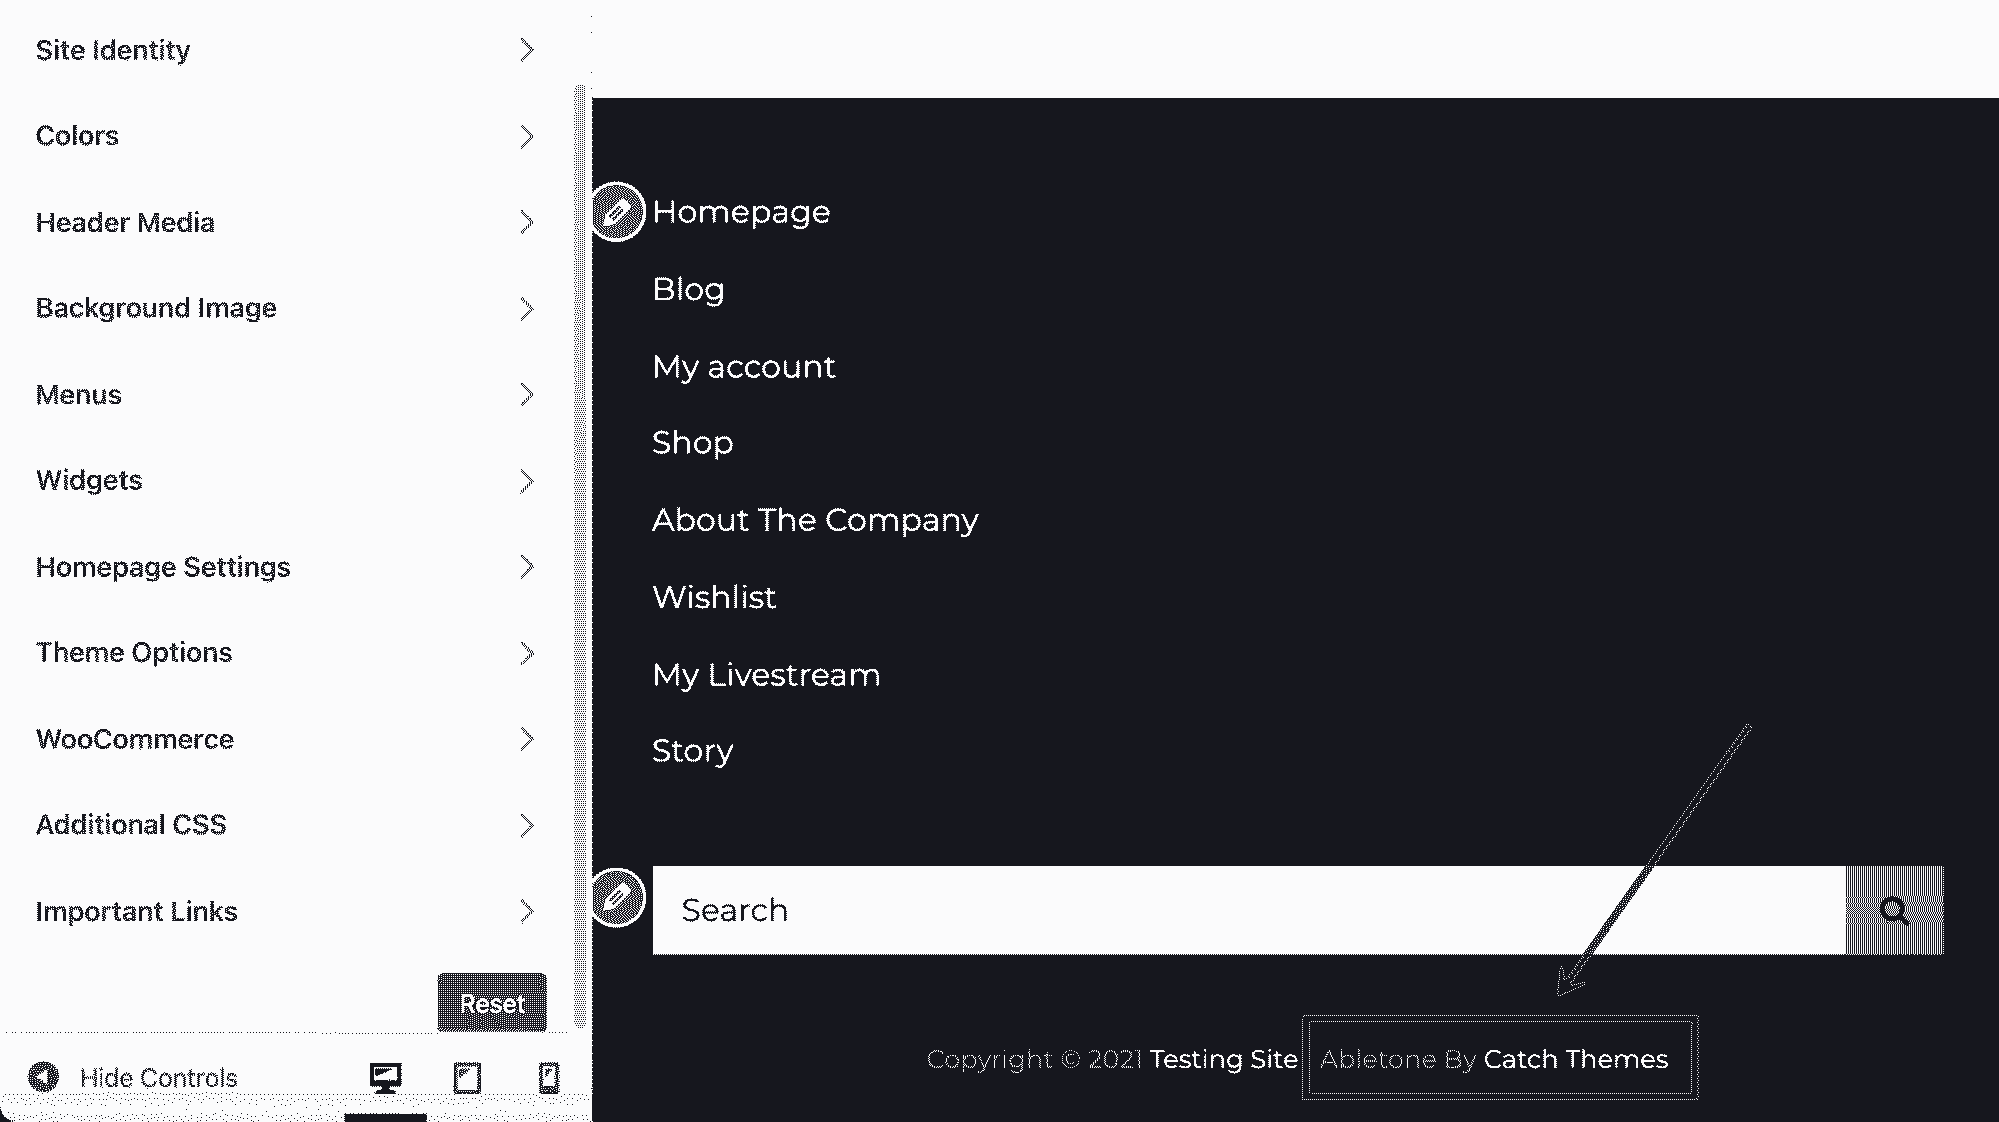 Site Identity
Colors
Header Media
Background Image
Menus
Widgets
Homepage Settings
Theme Options
WooCommerce
Additional CSS
Important Links
Reset
Hide Controls
Homepage
Blog
My account
Shop
About The Company
Wishlist
My Livestream
Story
Search
Copyright © 2021 Testing Site Abletone By Catch Themes